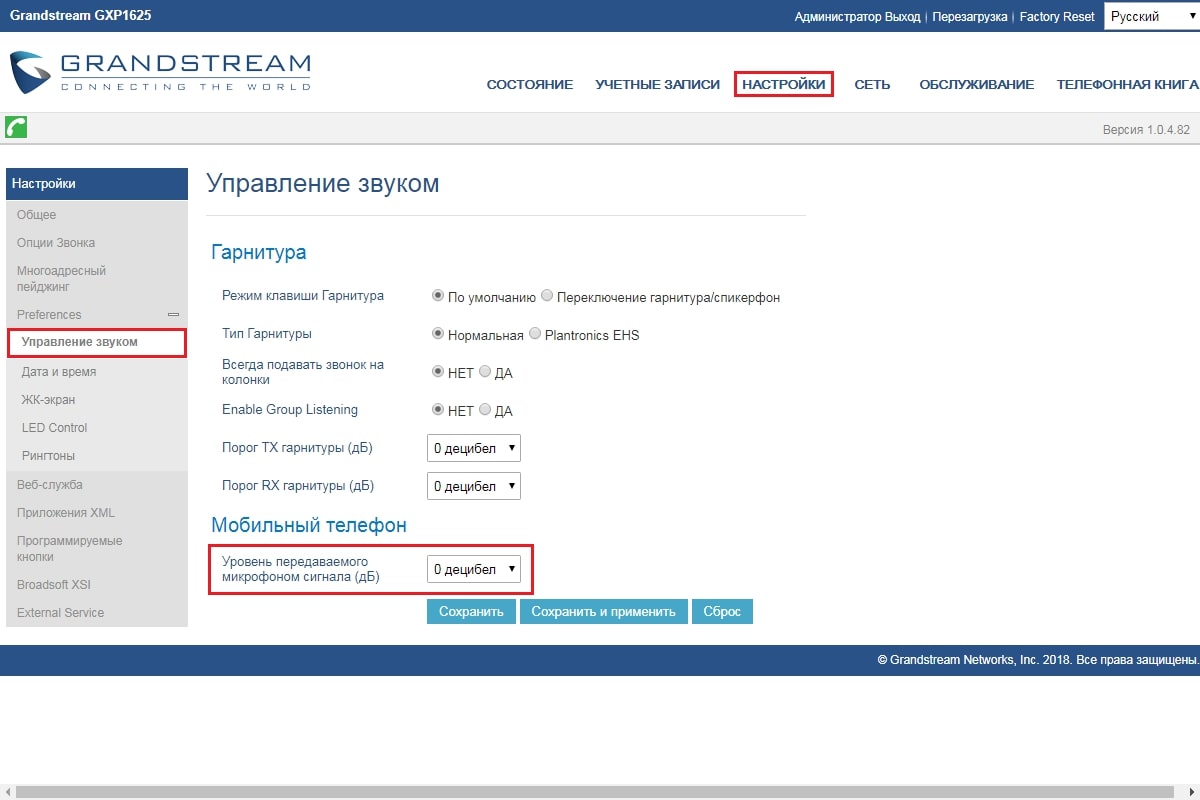 Grandstream GXP1625
Администратор Выход | Перезагрузка | Factory Reset Русский
GRANDSTREAM
CONNECTING THE WORLD
СОСТОЯНИЕ УЧЕТНЫЕ ЗАПИСИ НАСТРОЙКИ СЕТЬ ОБСЛУЖИВАНИЕ ТЕЛЕФОННАЯ КНИГА
Версия 1.0.4.82
Настройки
Общее
Опции Звонка
Многоадресный
пейджинг
Preferences
Управление звуком
Дата и время
ЖК-экран
LED Control
Рингтоны
Веб-служба
Приложения XML
Программируемые
кнопки
Broadsoft XSI
External Service
Управление звуком
Гарнитура
Режим клавиши Гарнитура По умолчанию Переключение гарнитура/спикерфон
Тип Гарнитуры Нормальная Plantronics EHS
Всегда подавать звонок на
колонки НЕТ ДА
Enable Group Listening НЕТ ДА
Порог TX гарнитуры (дБ) 0 децибел
Порог RX гарнитуры (дБ) 0 децибел
Мобильный телефон
Уровень передаваемого
микрофоном сигнала (дБ) 0 децибел
Сохранить Сохранить и применить Сброс
© Grandstream Networks, Inc. 2018. Все права защищены.